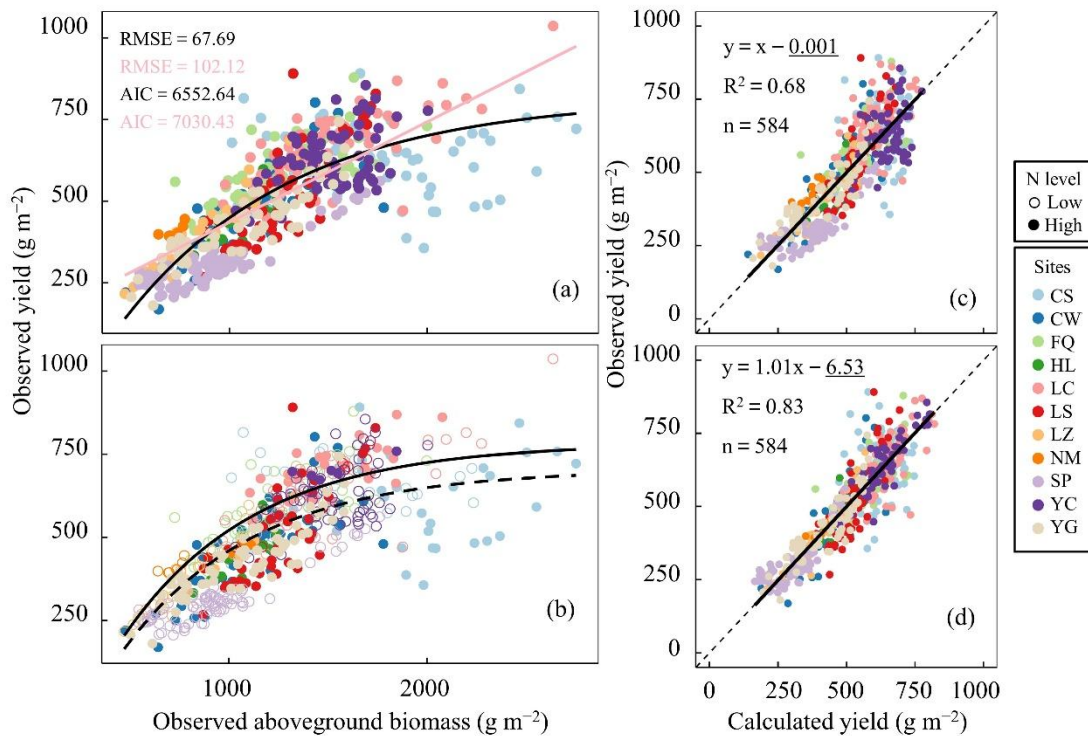 1000
750
500
250
RMSE = 67.69
RMSE = 102.12
AIC = 6552.64
AIC = 7030.43
(a)
1000
750
500
250
(b)
1000
2000
Observed yield (g m⁻²)
Observed aboveground biomass (g m⁻²)
1000
750
500
250
0
y = x − 0.001
R² = 0.68
n = 584
(c)
1000
750
500
250
0
y = 1.01x − 6.53
R² = 0.83
n = 584
(d)
0 250 500 750 1000
Observed yield (g m⁻²)
Calculated yield (g m⁻²)
N level
Low
High
Sites
CS
CW
FQ
HL
LC
LS
LZ
NM
SP
YC
YG